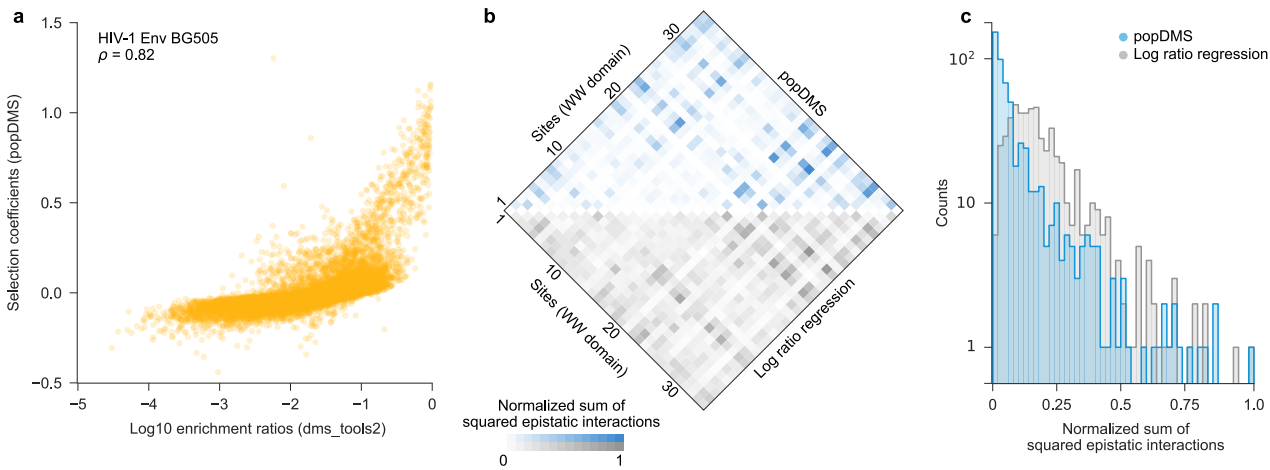 a
HIV-1 Env BG505
ρ = 0.82
Selection coefficients (popDMS)
1.0
0.5
0.0
−0.5
−5
−4
−3
−2
−1
0
Log10 enrichment ratios (dms_tools2)
b
Sites (WW domain)
1
10
20
30
popDMS
1
10
20
30
Sites (WW domain)
Log ratio regression
Normalized sum of
squared epistatic interactions
0
1
c
popDMS
Log ratio regression
Counts
10²
10
1
0
0.25
0.5
0.75
1.0
Normalized sum of
squared epistatic interactions